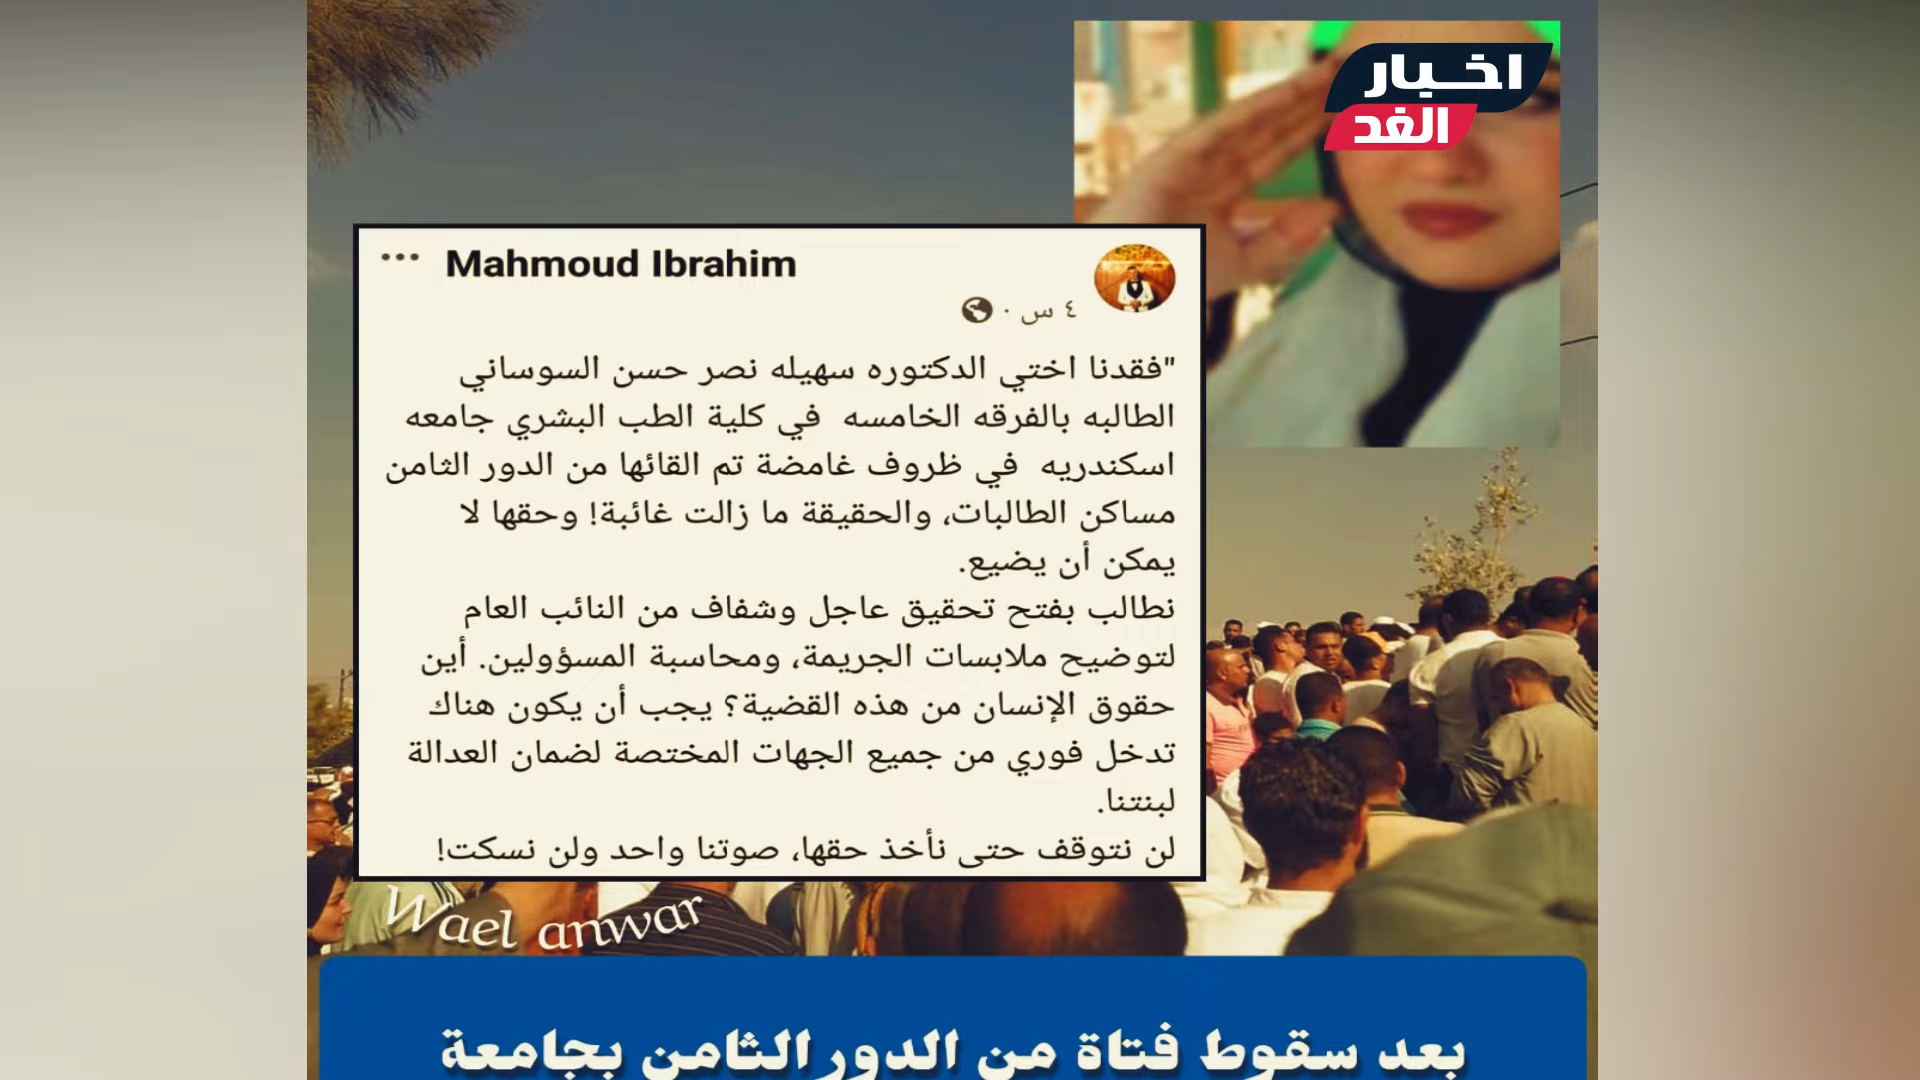 اخبار
الغد
Mahmoud Ibrahim
٤ س ·
"فقدنا اختي الدكتوره سهيله نصر حسن السوساني
الطالبه بالفرقه الخامسه في كلية الطب البشري جامعه
اسكندريه في ظروف غامضة تم القائها من الدور الثامن
مساكن الطالبات، والحقيقة ما زالت غائبة! وحقها لا
يمكن أن يضيع.
نطالب بفتح تحقيق عاجل وشفاف من النائب العام
لتوضيح ملابسات الجريمة، ومحاسبة المسؤولين. أين
حقوق الإنسان من هذه القضية؟ يجب أن يكون هناك
تدخل فوري من جميع الجهات المختصة لضمان العدالة
لبنتنا.
لن نتوقف حتى نأخذ حقها، صوتنا واحد ولن نسكت!
Wael anwar
بعد سقوط فتاة من الدور الثامن بجامعة